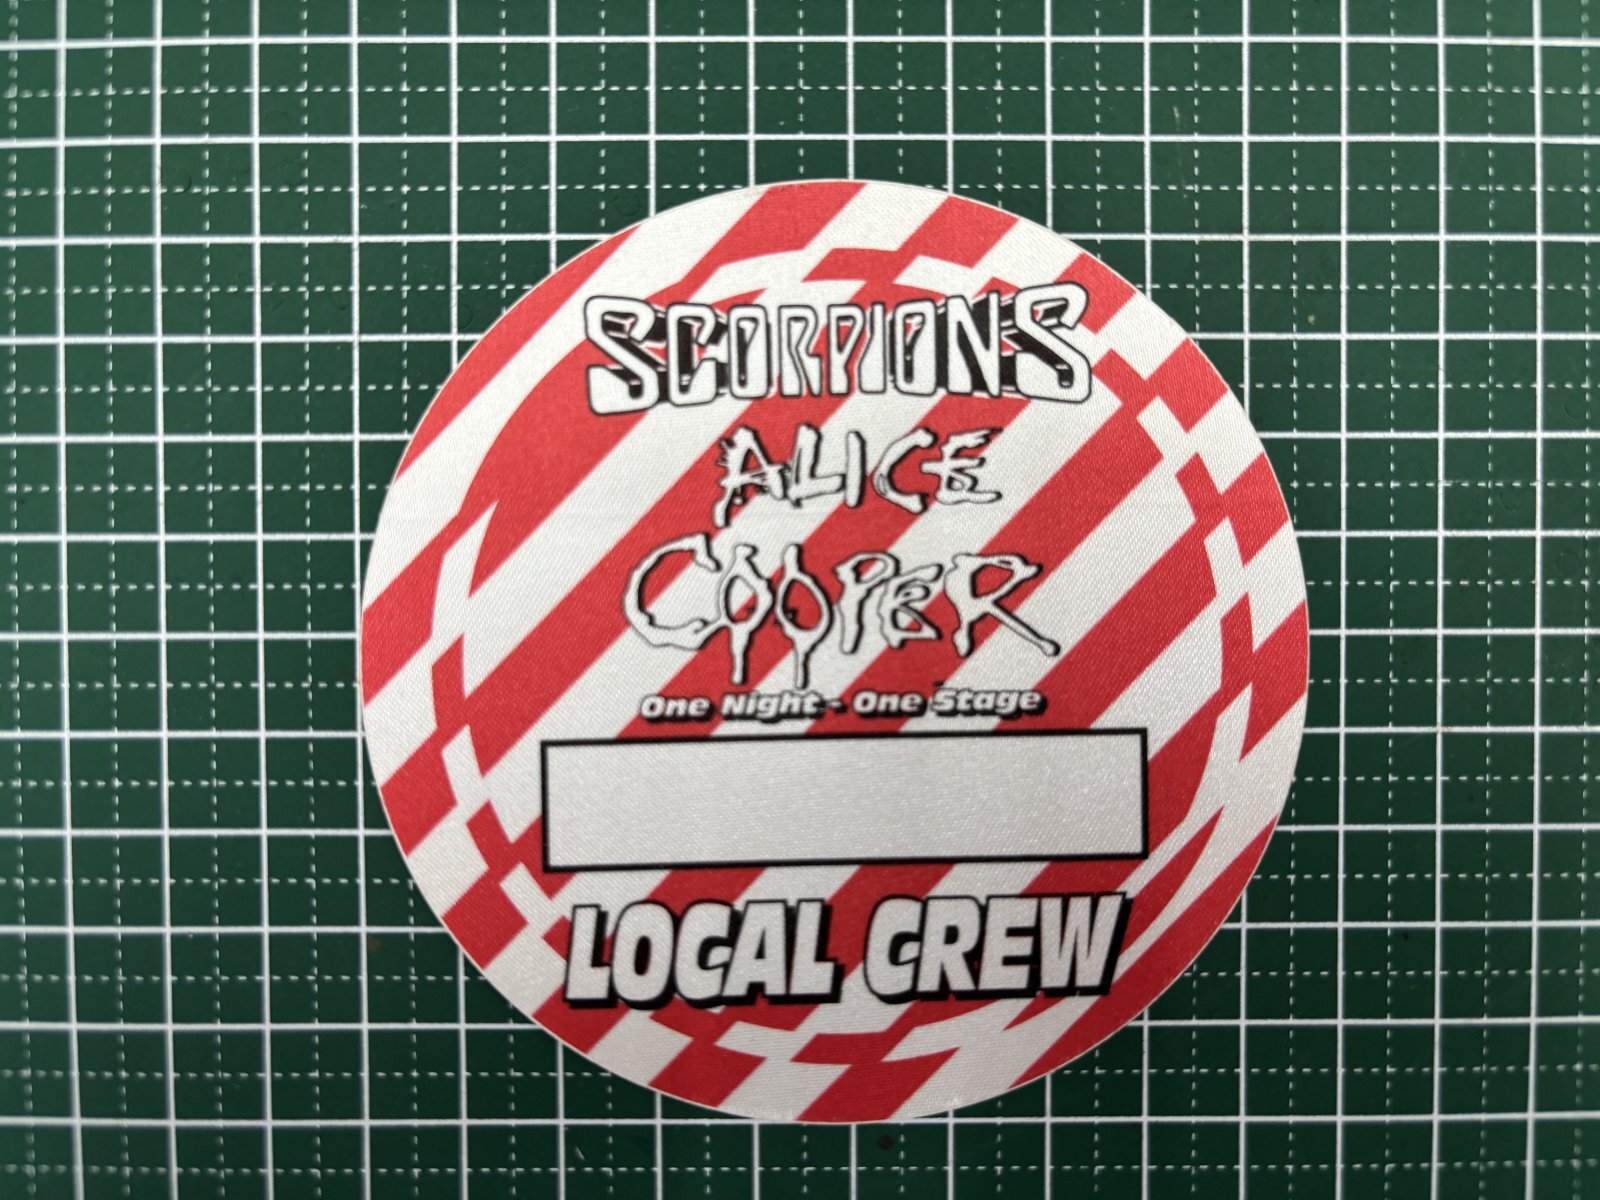 SCORPIONS
ALICE
COOPER
One Night - One Stage
LOCAL CREW